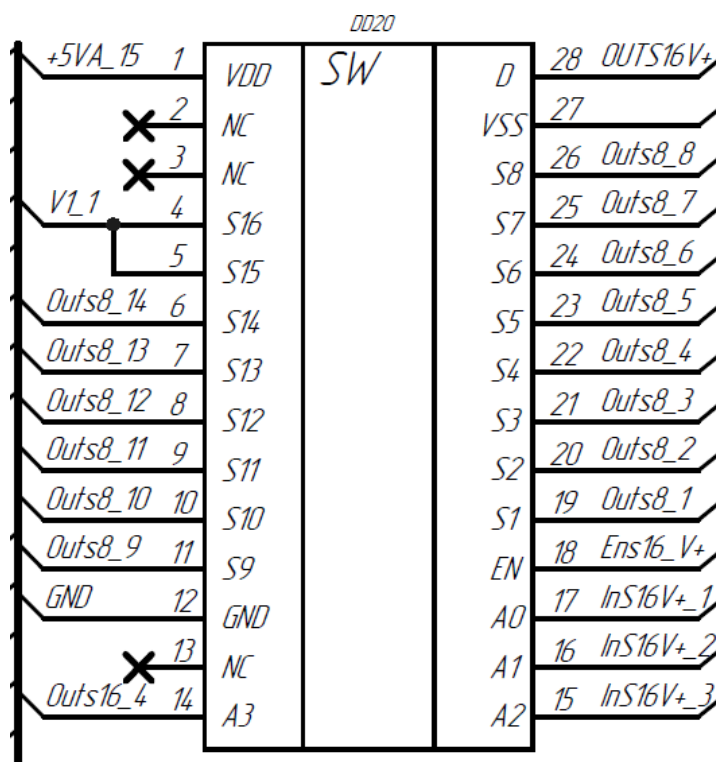 DD20
+5VA_15 1 VDD SW D 28 OUTS16V+
2 NC VSS 27
3 NC S8 26 Outs8_8
V1_1 4 S16 S7 25 Outs8_7
5 S15 S6 24 Outs8_6
Outs8_14 6 S14 S5 23 Outs8_5
Outs8_13 7 S13 S4 22 Outs8_4
Outs8_12 8 S12 S3 21 Outs8_3
Outs8_11 9 S11 S2 20 Outs8_2
Outs8_10 10 S10 S1 19 Outs8_1
Outs8_9 11 S9 EN 18 Ens16_V+
GND 12 GND A0 17 InS16V+_1
13 NC A1 16 InS16V+_2
Outs16_4 14 A3 A2 15 InS16V+_3